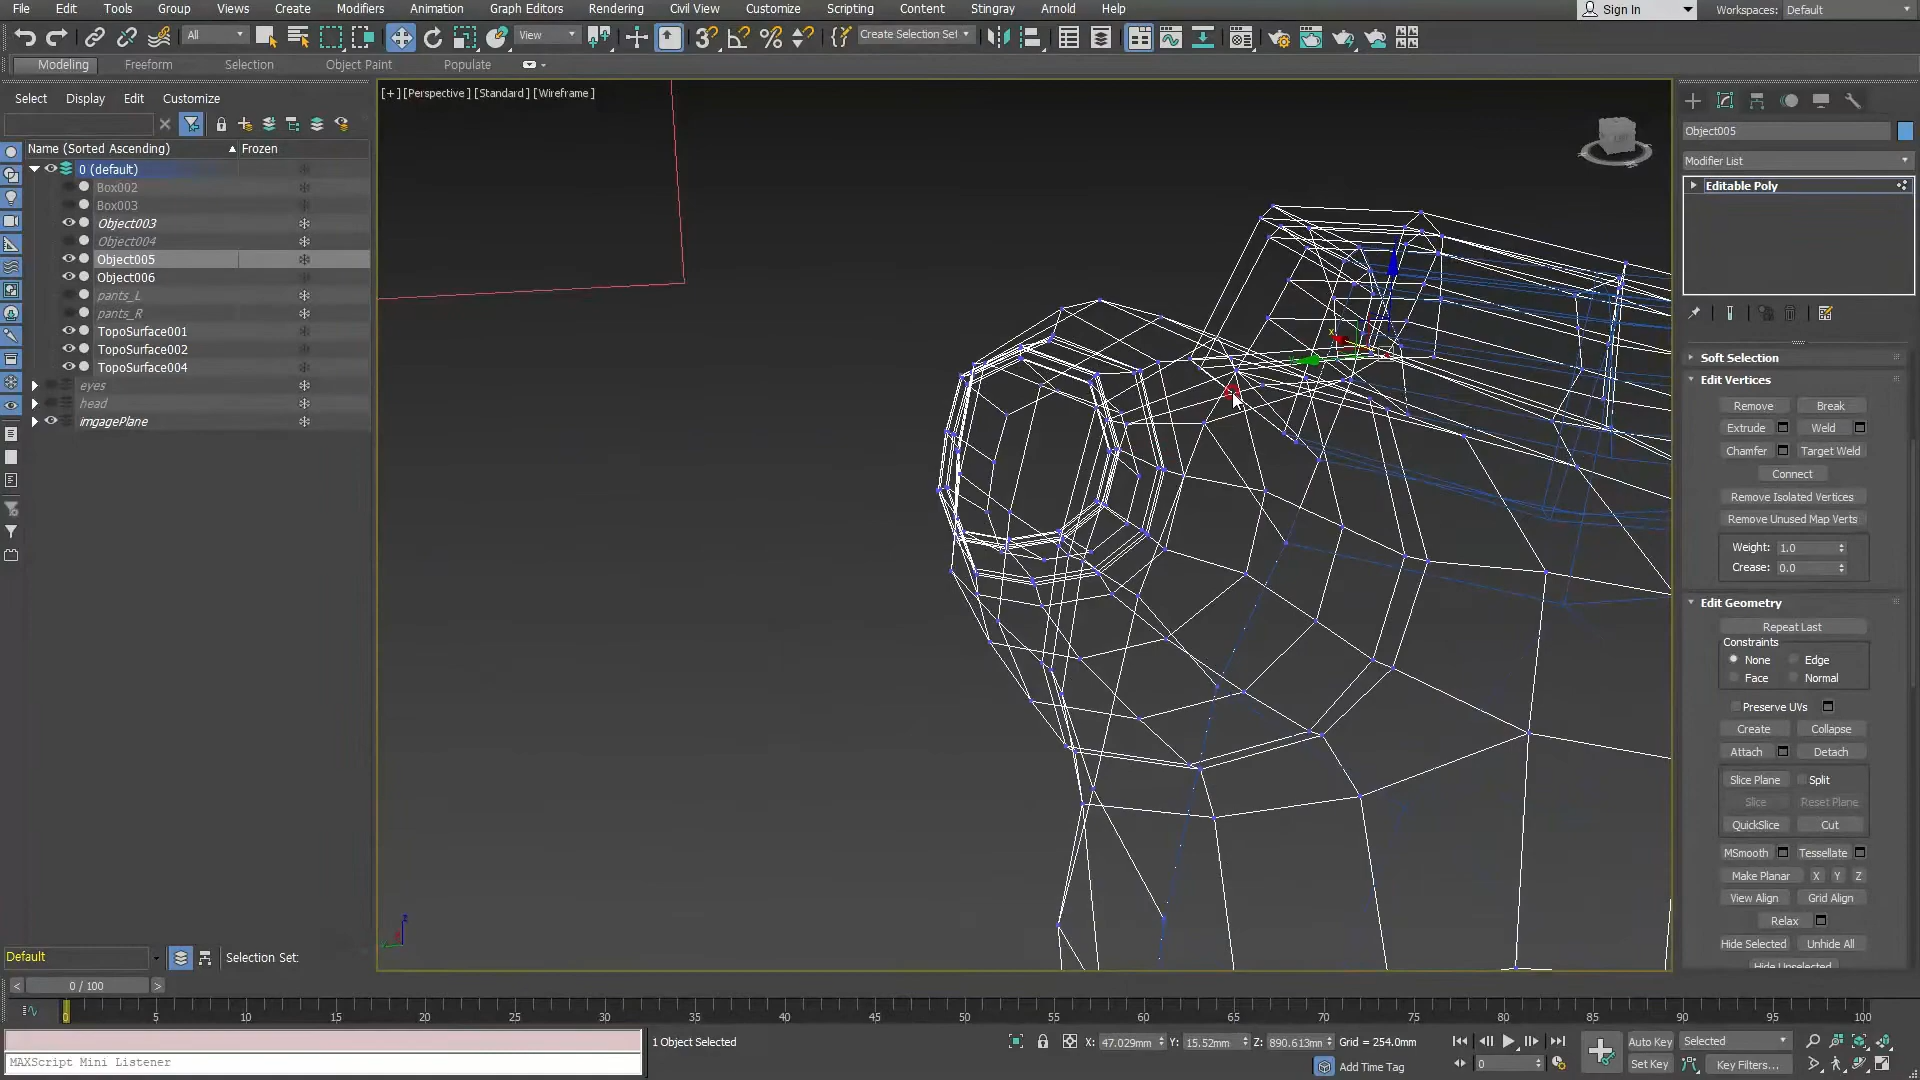 File Edit Tools Group Views Create Modifiers Animation Graph Editors Rendering Civil View Customize Scripting Content Stingray Arnold Help Sign In Workspaces: Default
All View Create Selection Set
Modeling Freeform Selection Object Paint Populate
Select Display Edit Customize
[+] [Perspective] [Standard] [Wireframe]
Name (Sorted Ascending) Frozen
0 (default)
Box002
Box003
Object003
Object004
Object005
Object006
pants_L
pants_R
TopoSurface001
TopoSurface002
TopoSurface004
eyes
head
imgagePlane
Object005
Modifier List
Editable Poly
Soft Selection
Edit Vertices
Remove Break
Extrude Weld
Chamfer Target Weld
Connect
Remove Isolated Vertices
Remove Unused Map Verts
Weight: 1.0
Crease: 0.0
Edit Geometry
Repeat Last
Constraints
None Edge
Face Normal
Preserve UVs
Create Collapse
Attach Detach
Slice Plane Split
Slice Reset Plane
QuickSlice Cut
MSmooth Tessellate
Make Planar X Y Z
View Align Grid Align
Relax
Hide Selected Unhide All
Hide Unselected
Default Selection Set:
< 0 / 100 >
0 5 10 15 20 25 30 35 40 45 50 55 60 65 70 75 80 85 90 95 100
1 Object Selected X: 47.029mm Y: 15.52mm Z: 890.613mm Grid = 254.0mm Auto Key Selected
MAXScript Mini Listener Add Time Tag 0 Set Key Key Filters...